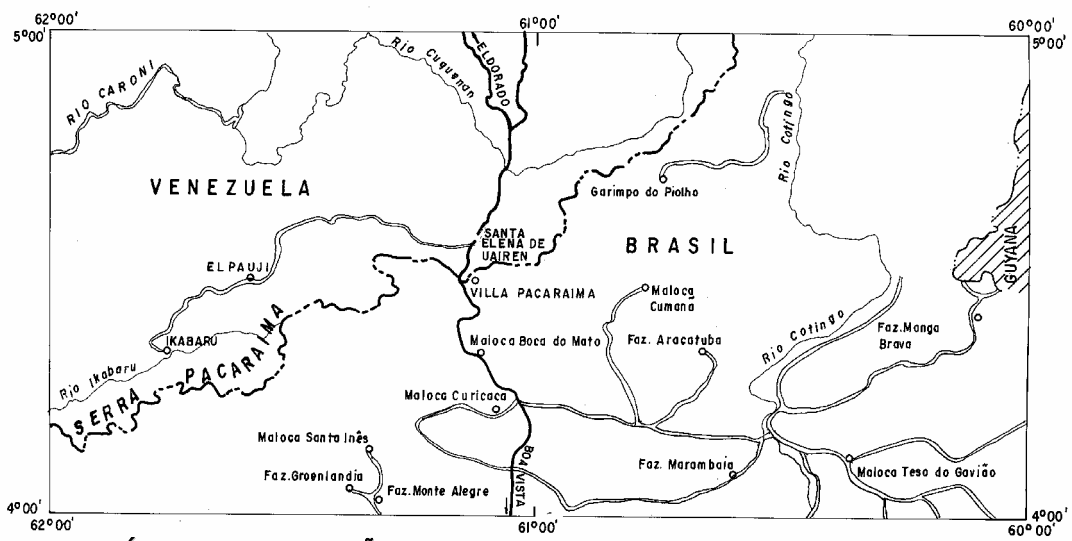 62°00'
61°00'
60°00'
5°00'
5°00'
RIO CARONI
Rio Cuquenan
ELDORADO
Rio Cotingo
VENEZUELA
Garimpo do Piolho
BRASIL
GUYANA
SANTA
ELENA DE
UAIREN
EL PAUJI
VILLA PACARAIMA
Maloca
Cumanã
IKABARU
Maloca Boca do Mato
Faz. Aracatuba
Rio Cotingo
Faz. Manga
Brava
Rio Ikabaru
SERRA PACARAIMA
Maloca Curicaca
Maloca Santa Inês
BOA VISTA
Faz. Marambaia
Maloca Teso do Gavião
Faz. Groenlandia
Faz. Monte Alegre
4°00'
4°00'
62°00'
61°00'
60°00'